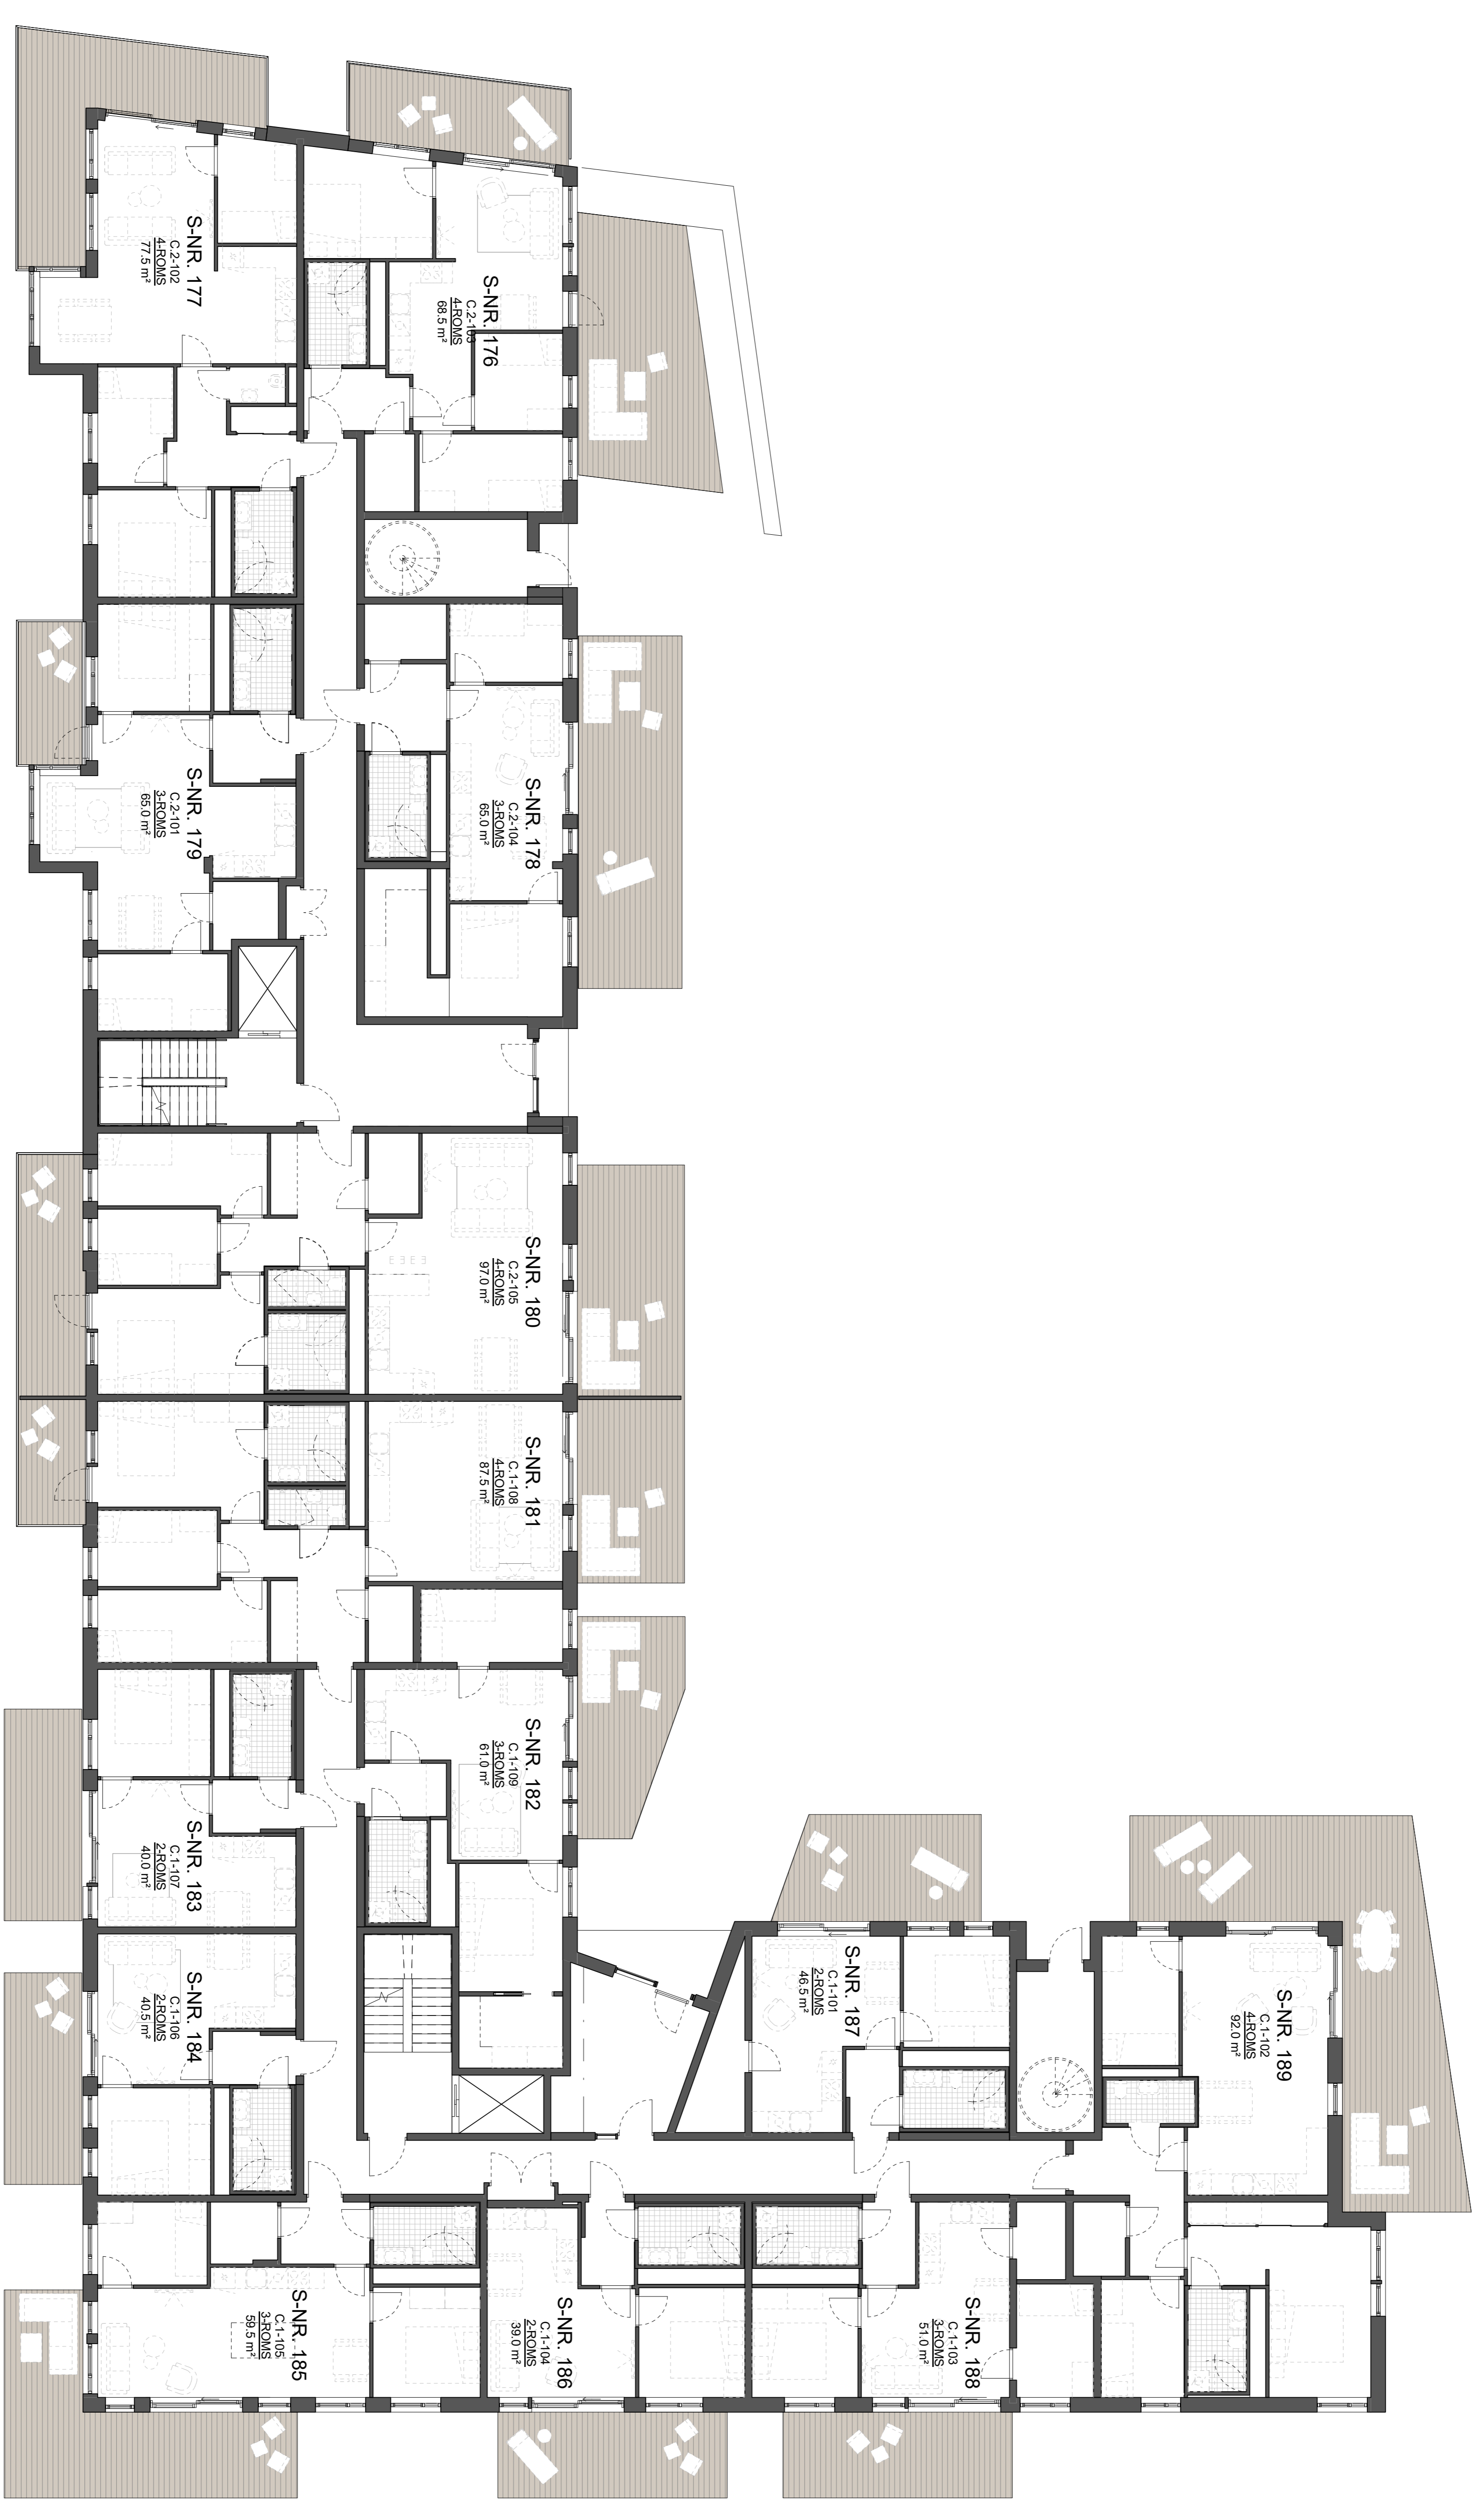 S-NR. 177
C.2-102
4-ROMS
77.5 m²
S-NR. 176
C.2-103
4-ROMS
68.5 m²
S-NR. 179
C.2-101
3-ROMS
65.0 m²
S-NR. 178
C.2-104
3-ROMS
65.0 m²
S-NR. 180
C.2-105
4-ROMS
97.0 m²
S-NR. 181
C.1-108
4-ROMS
87.5 m²
S-NR. 182
C.1-109
3-ROMS
61.0 m²
S-NR. 183
C.1-107
2-ROMS
40.0 m²
S-NR. 184
C.1-106
2-ROMS
40.5 m²
S-NR. 187
C.1-101
2-ROMS
46.5 m²
S-NR. 189
C.1-102
4-ROMS
92.0 m²
S-NR. 185
C.1-105
3-ROMS
59.5 m²
S-NR. 186
C.1-104
2-ROMS
39.0 m²
S-NR. 188
C.1-103
3-ROMS
51.0 m²